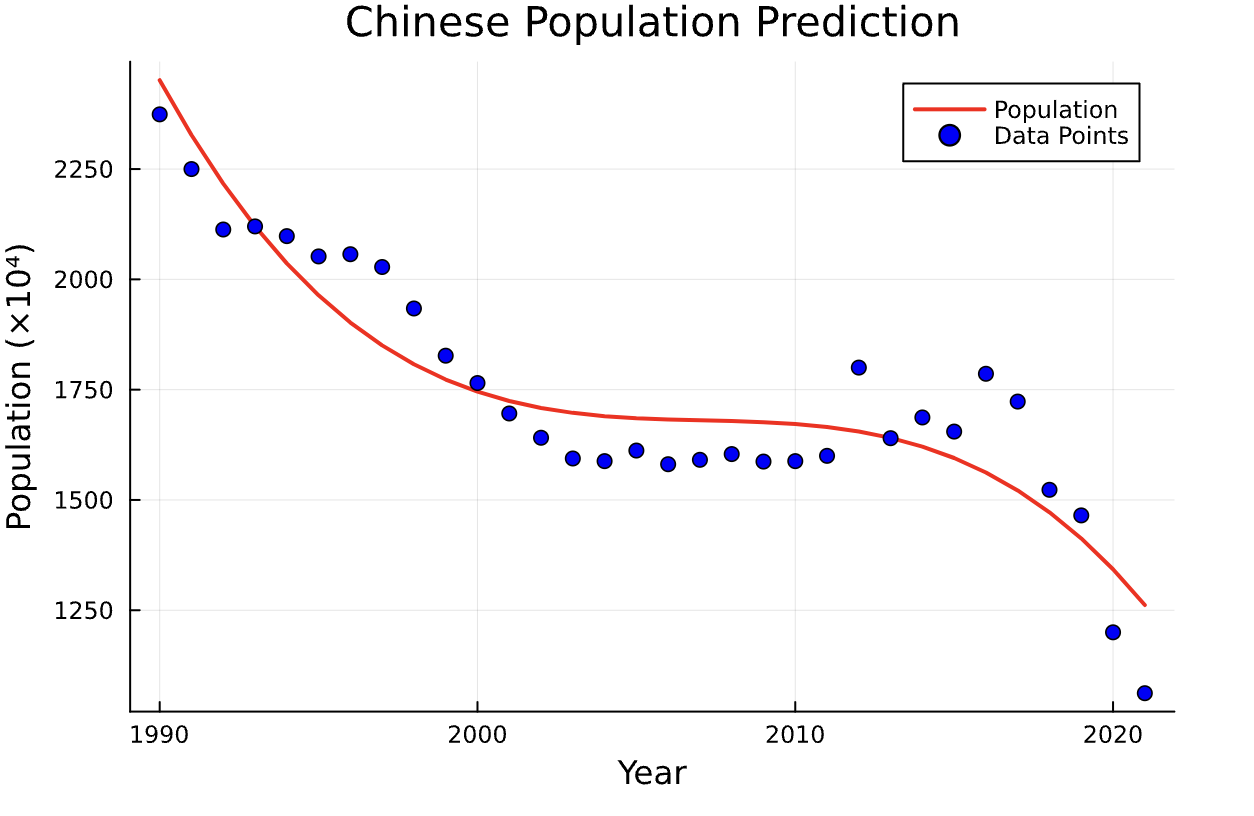 Chinese Population Prediction
Population
Data Points
Population (×10⁴)
2250
2000
1750
1500
1250
1990 2000 2010 2020
Year